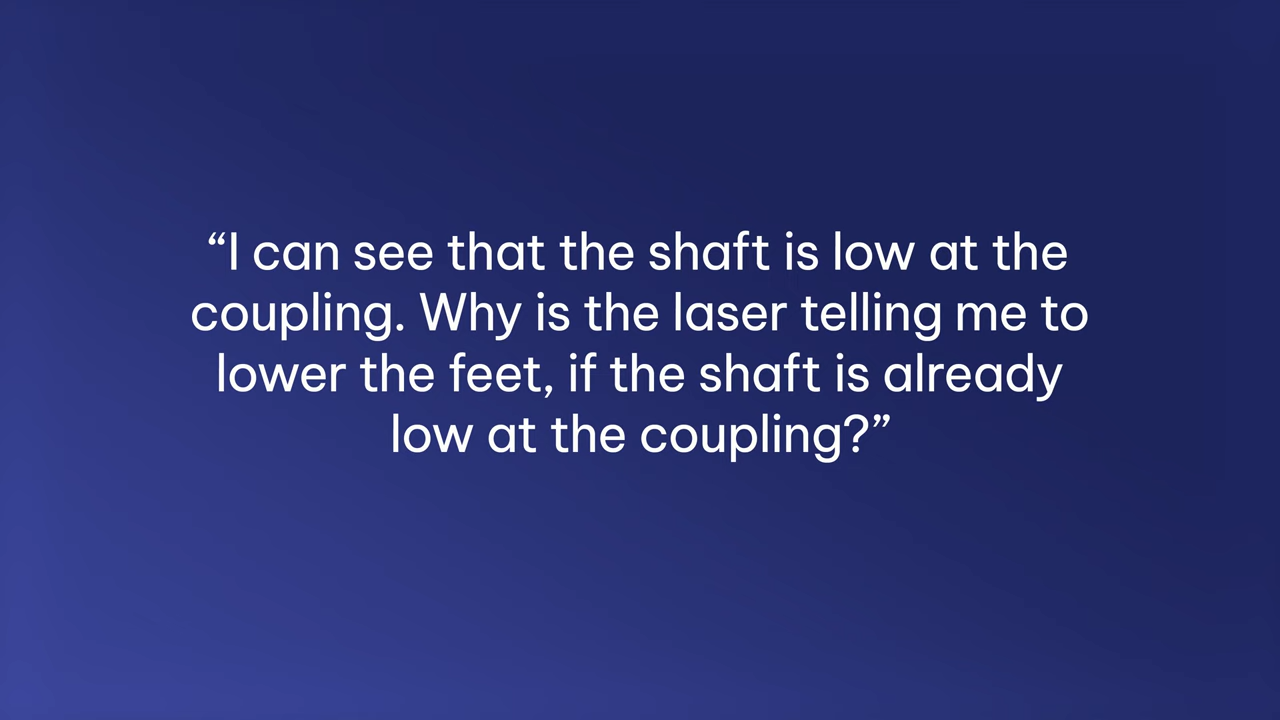 “I can see that the shaft is low at the
coupling. Why is the laser telling me to
lower the feet, if the shaft is already
low at the coupling?”